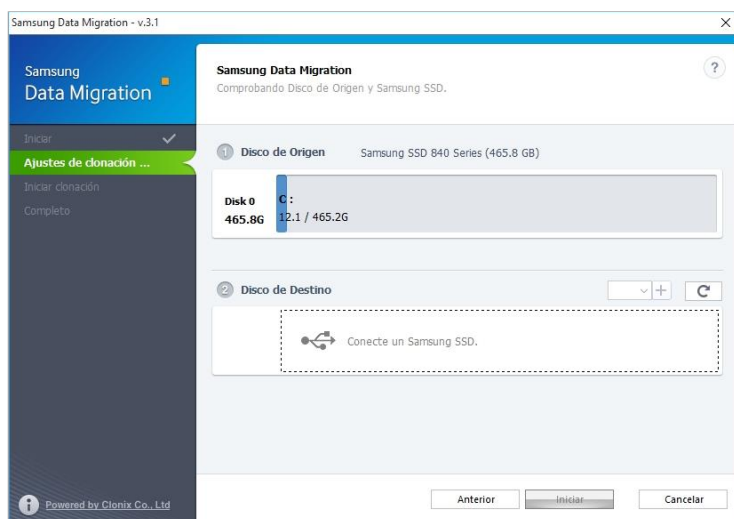 Samsung Data Migration - v.3.1
Samsung
Data Migration
Iniciar
Ajustes de clonación ...
Iniciar clonación
Completo
Powered by Clonix Co., Ltd
Samsung Data Migration
Comprobando Disco de Origen y Samsung SSD.
?
1 Disco de Origen Samsung SSD 840 Series (465.8 GB)
Disk 0
465.8G
C :
12.1 / 465.2G
2 Disco de Destino
Conecte un Samsung SSD.
Anterior Iniciar Cancelar